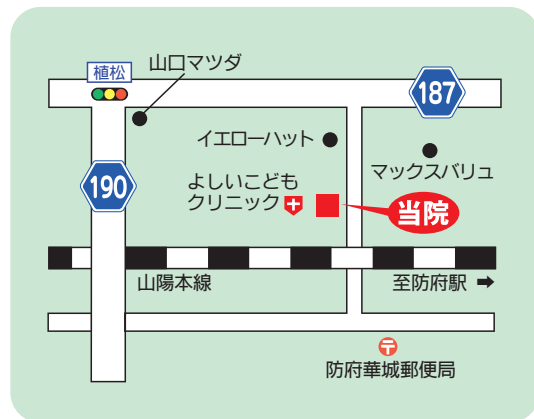 植松
山口マツダ
187
イエローハット
マックスバリュ
190
よしいこども
クリニック
当院
山陽本線
至防府駅 ➡
〒
防府華城郵便局